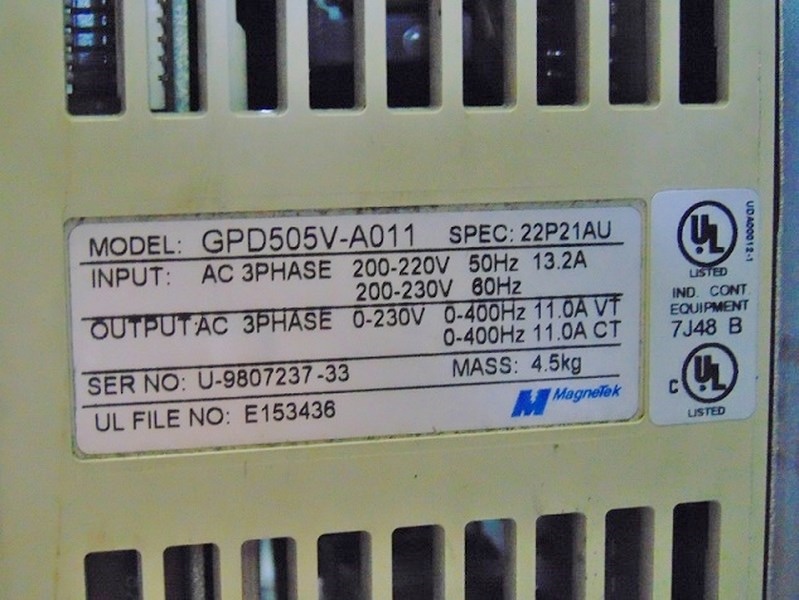 MODEL: GPD505V-A011 SPEC: 22P21AU
INPUT: AC 3PHASE 200-220V 50Hz 13.2A
200-230V 60Hz
OUTPUT:AC 3PHASE 0-230V 0-400Hz 11.0A VT
0-400Hz 11.0A CT
SER NO: U-9807237-33 MASS: 4.5kg
UL FILE NO: E153436
MagneTek
UL
LISTED
IND. CONT.
EQUIPMENT
7J48 B
C UL
LISTED
UDA00012-1